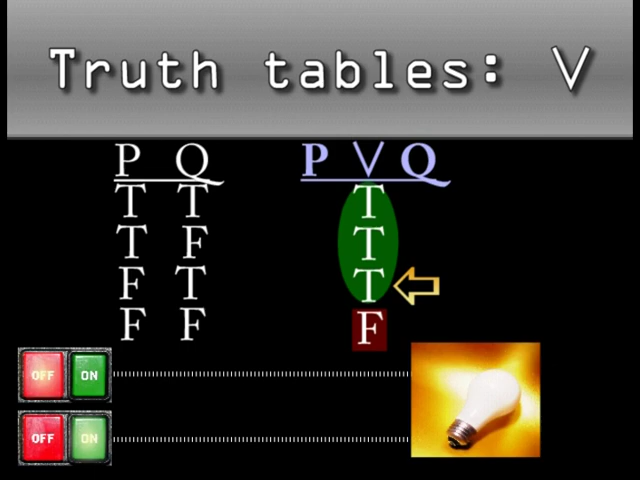 Truth tables: ∨
P Q P ∨ Q
T T T
T F T
F T T
F F F
OFF ON
OFF ON